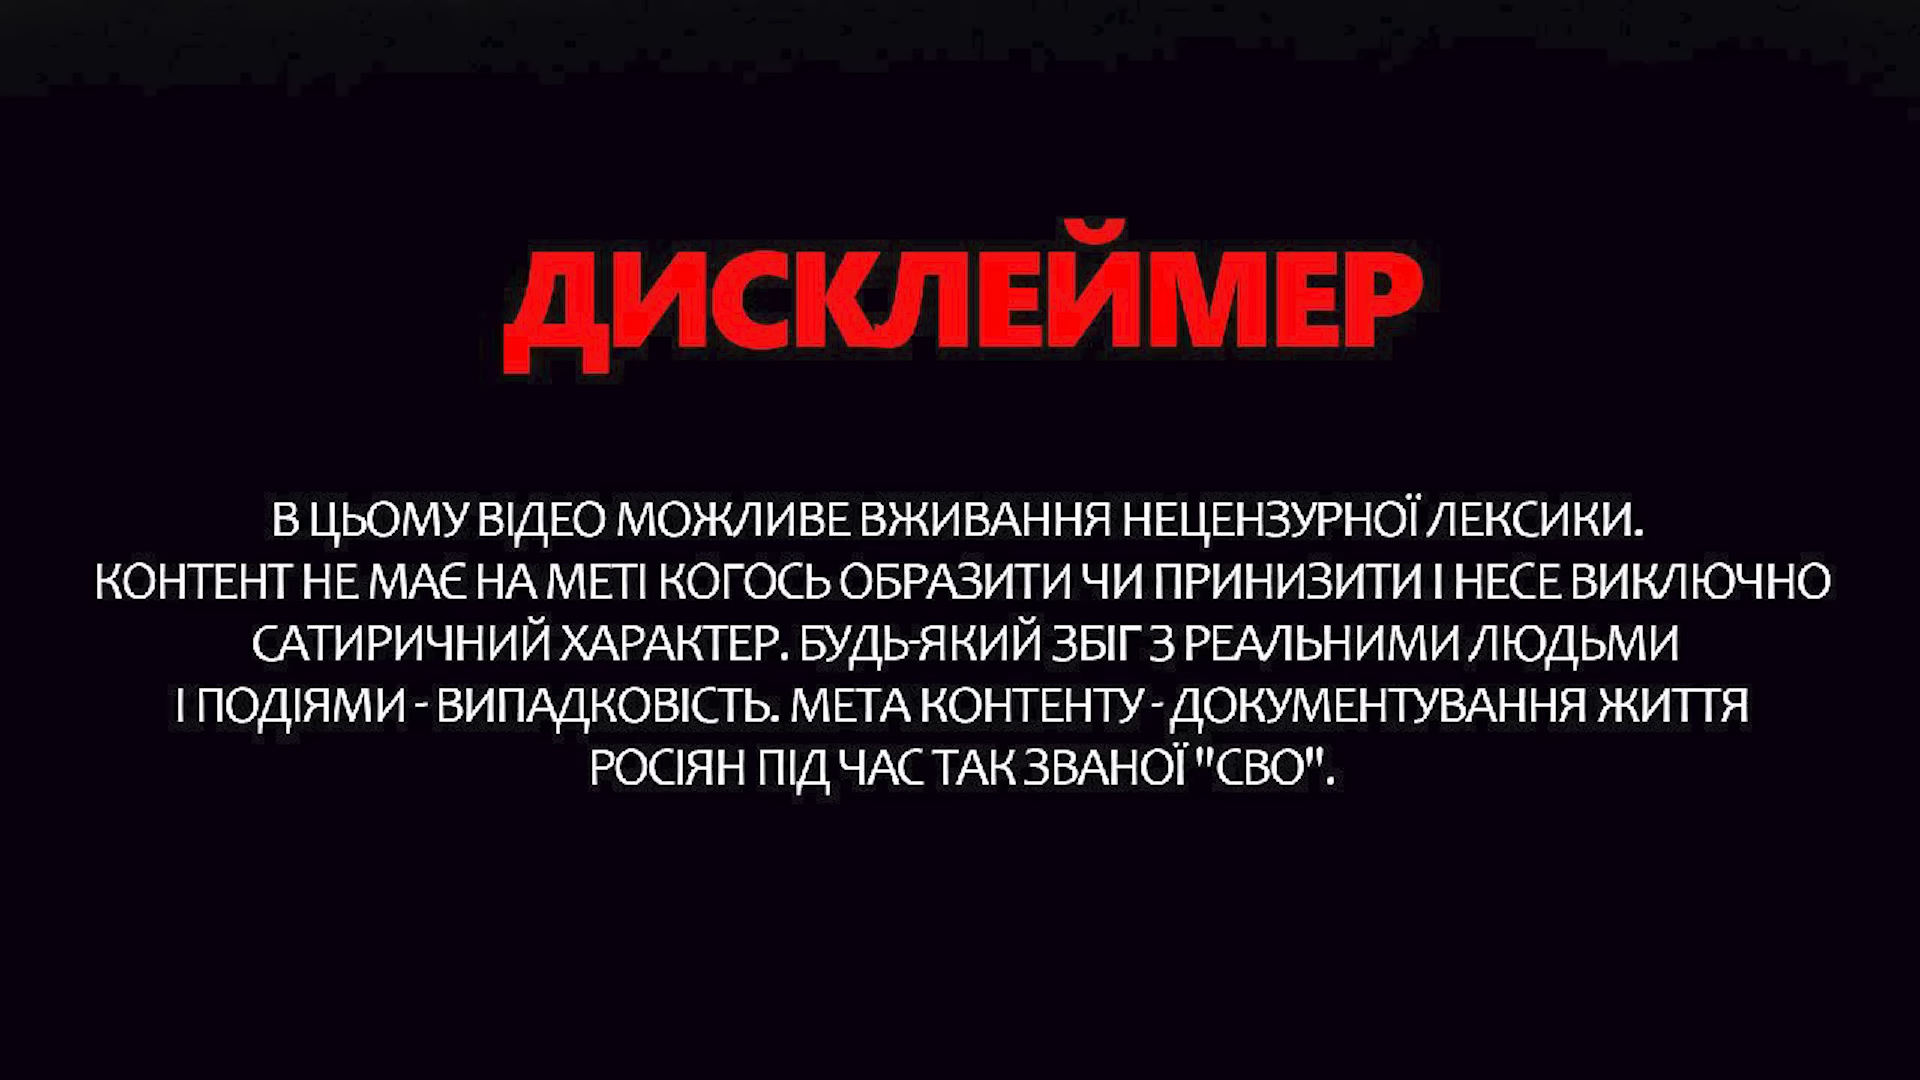 ДИСКЛЕЙМЕР
В ЦЬОМУ ВІДЕО МОЖЛИВЕ ВЖИВАННЯ НЕЦЕНЗУРНОЇ ЛЕКСИКИ.
КОНТЕНТ НЕ МАЄ НА МЕТІ КОГОСЬ ОБРАЗИТИ ЧИ ПРИНИЗИТИ І НЕСЕ ВИКЛЮЧНО
САТИРИЧНИЙ ХАРАКТЕР. БУДЬ-ЯКИЙ ЗБІГ З РЕАЛЬНИМИ ЛЮДЬМИ
І ПОДІЯМИ - ВИПАДКОВІСТЬ. МЕТА КОНТЕНТУ - ДОКУМЕНТУВАННЯ ЖИТТЯ
РОСІЯН ПІД ЧАС ТАК ЗВАНОЇ "СВО".